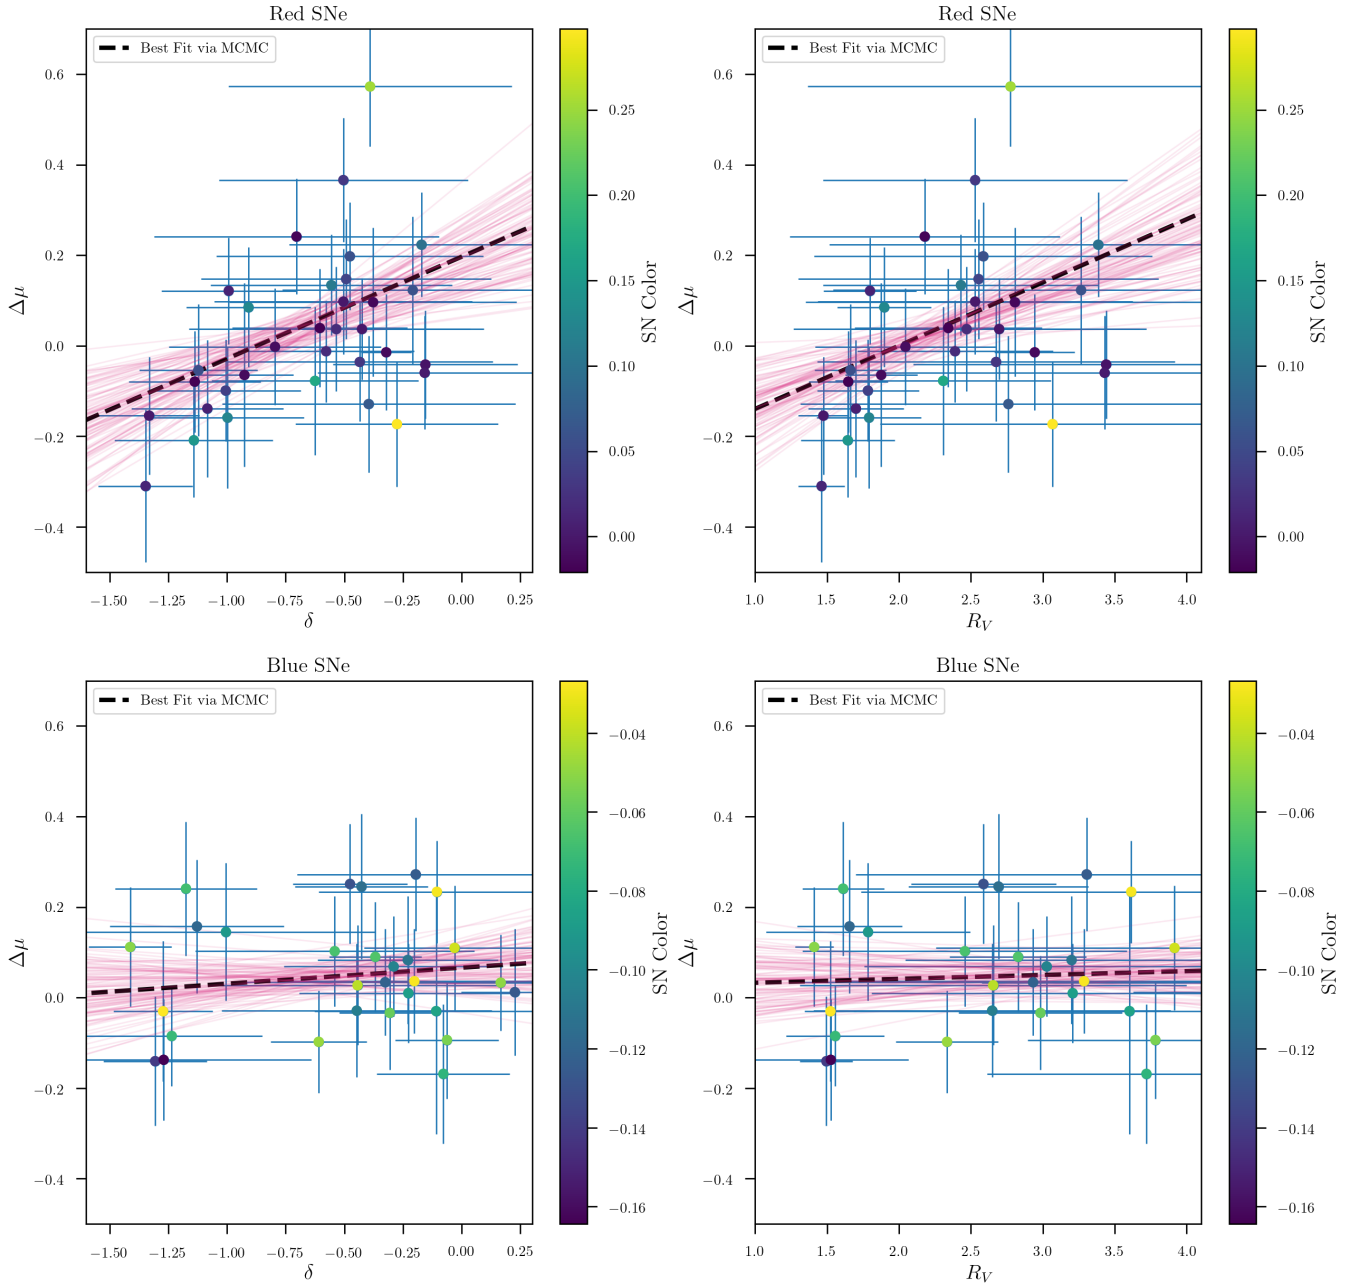 Red SNe
Best Fit via MCMC
0.6
0.4
0.2
0.0
−0.2
−0.4
Δμ
−1.50 −1.25 −1.00 −0.75 −0.50 −0.25 0.00 0.25
δ
0.25
0.20
0.15
0.10
0.05
0.00
SN Color
Red SNe
Best Fit via MCMC
0.6
0.4
0.2
0.0
−0.2
−0.4
Δμ
1.0 1.5 2.0 2.5 3.0 3.5 4.0
R_V
0.25
0.20
0.15
0.10
0.05
0.00
SN Color
Blue SNe
Best Fit via MCMC
0.6
0.4
0.2
0.0
−0.2
−0.4
Δμ
−1.50 −1.25 −1.00 −0.75 −0.50 −0.25 0.00 0.25
δ
−0.04
−0.06
−0.08
−0.10
−0.12
−0.14
−0.16
SN Color
Blue SNe
Best Fit via MCMC
0.6
0.4
0.2
0.0
−0.2
−0.4
Δμ
1.0 1.5 2.0 2.5 3.0 3.5 4.0
R_V
−0.04
−0.06
−0.08
−0.10
−0.12
−0.14
−0.16
SN Color